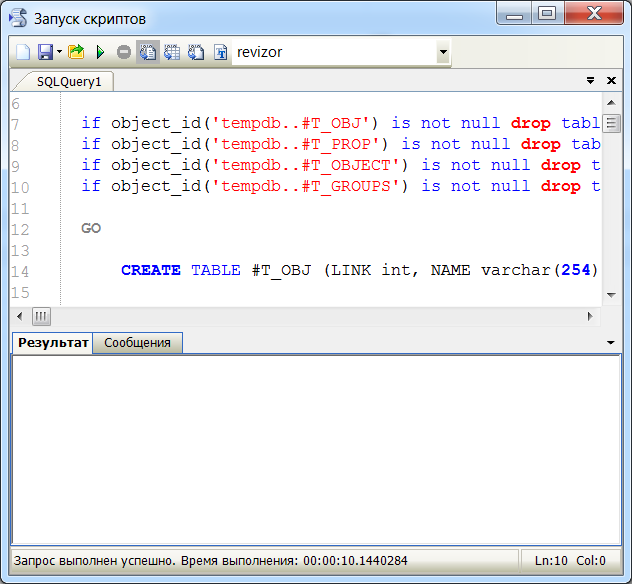 Запуск скриптов
revizor
SQLQuery1
6
7 if object_id('tempdb..#T_OBJ') is not null drop tabl
8 if object_id('tempdb..#T_PROP') is not null drop tab
9 if object_id('tempdb..#T_OBJECT') is not null drop t
10 if object_id('tempdb..#T_GROUPS') is not null drop t
11
12 GO
13
14 CREATE TABLE #T_OBJ (LINK int, NAME varchar(254)
15
Результат Сообщения
Запрос выполнен успешно. Время выполнения: 00:00:10.1440284 Ln:10 Col:0